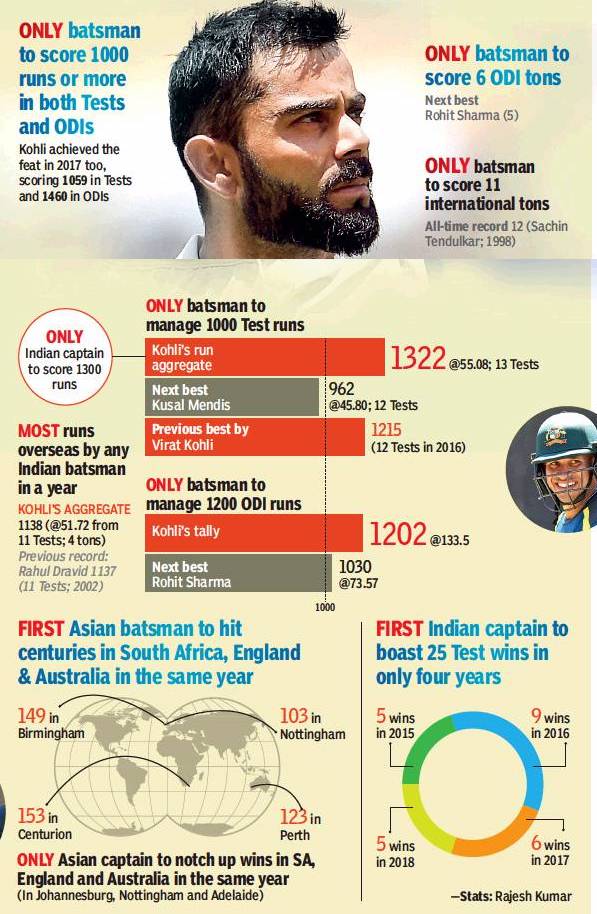 ONLY batsman
to score 1000
runs or more
in both Tests
and ODIs
Kohli achieved the
feat in 2017 too,
scoring 1059 in Tests
and 1460 in ODIs
ONLY batsman to
score 6 ODI tons
Next best
Rohit Sharma (5)
ONLY batsman
to score 11
international tons
All-time record 12 (Sachin
Tendulkar; 1998)
ONLY
Indian captain
to score 1300
runs
ONLY batsman to
manage 1000 Test runs
Kohli's run
aggregate
1322 @55.08; 13 Tests
Next best
Kusal Mendis
962
@45.80; 12 Tests
Previous best by
Virat Kohli
1215
(12 Tests in 2016)
MOST runs
overseas by any
Indian batsman
in a year
KOHLI'S AGGREGATE
1138 (@51.72 from
11 Tests; 4 tons)
Previous record:
Rahul Dravid 1137
(11 Tests; 2002)
ONLY batsman to
manage 1200 ODI runs
Kohli's tally
1202 @133.5
Next best
Rohit Sharma
1030
@73.57
1000
FIRST Asian batsman to hit
centuries in South Africa, England
& Australia in the same year
149 in
Birmingham
103 in
Nottingham
153 in
Centurion
123 in
Perth
ONLY Asian captain to notch up wins in SA,
England and Australia in the same year
(In Johannesburg, Nottingham and Adelaide)
FIRST Indian captain to
boast 25 Test wins in
only four years
5 wins
in 2015
9 wins
in 2016
5 wins
in 2018
6 wins
in 2017
—Stats: Rajesh Kumar